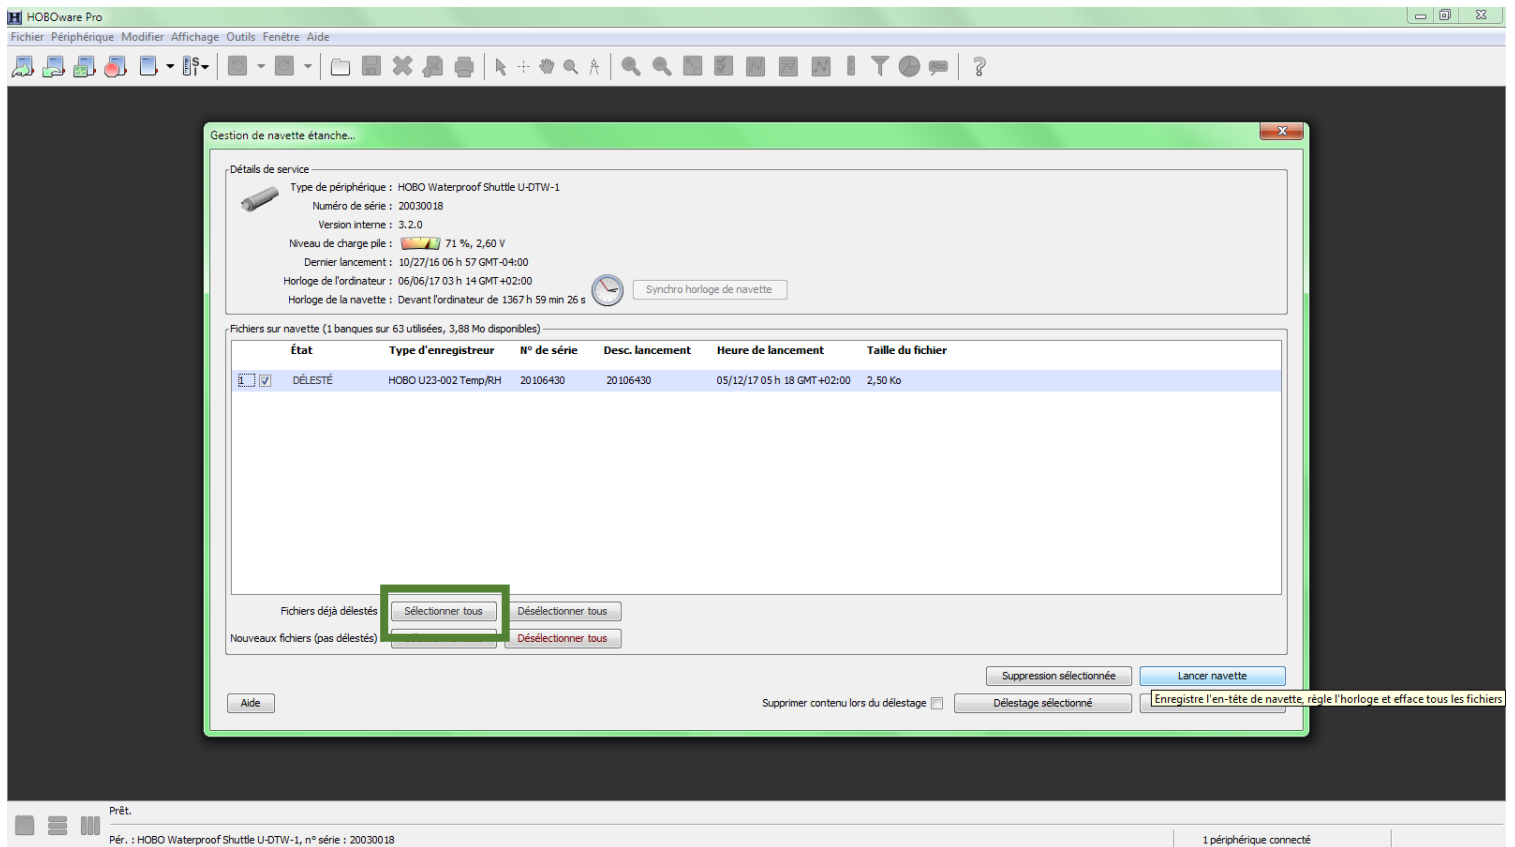 HOBOware Pro
Fichier Périphérique Modifier Affichage Outils Fenêtre Aide
Gestion de navette étanche...
Détails de service
Type de périphérique : HOBO Waterproof Shuttle U-DTW-1
Numéro de série : 20030018
Version interne : 3.2.0
Niveau de charge pile : 71 %, 2,60 V
Dernier lancement : 10/27/16 06 h 57 GMT-04:00
Horloge de l'ordinateur : 06/06/17 03 h 14 GMT+02:00
Horloge de la navette : Devant l'ordinateur de 1367 h 59 min 26 s
Synchro horloge de navette
Fichiers sur navette (1 banques sur 63 utilisées, 3,88 Mo disponibles)
État Type d'enregistreur N° de série Desc. lancement Heure de lancement Taille du fichier
1 DÉLESTÉ HOBO U23-002 Temp/RH 20106430 20106430 05/12/17 05 h 18 GMT+02:00 2,50 Ko
Fichiers déjà délestés Sélectionner tous Désélectionner tous
Nouveaux fichiers (pas délestés) Désélectionner tous
Suppression sélectionnée Lancer navette
Aide Supprimer contenu lors du délestage Délestage sélectionné
Enregistre l'en-tête de navette, règle l'horloge et efface tous les fichiers
Prêt.
Pér. : HOBO Waterproof Shuttle U-DTW-1, n° série : 20030018 1 périphérique connecté